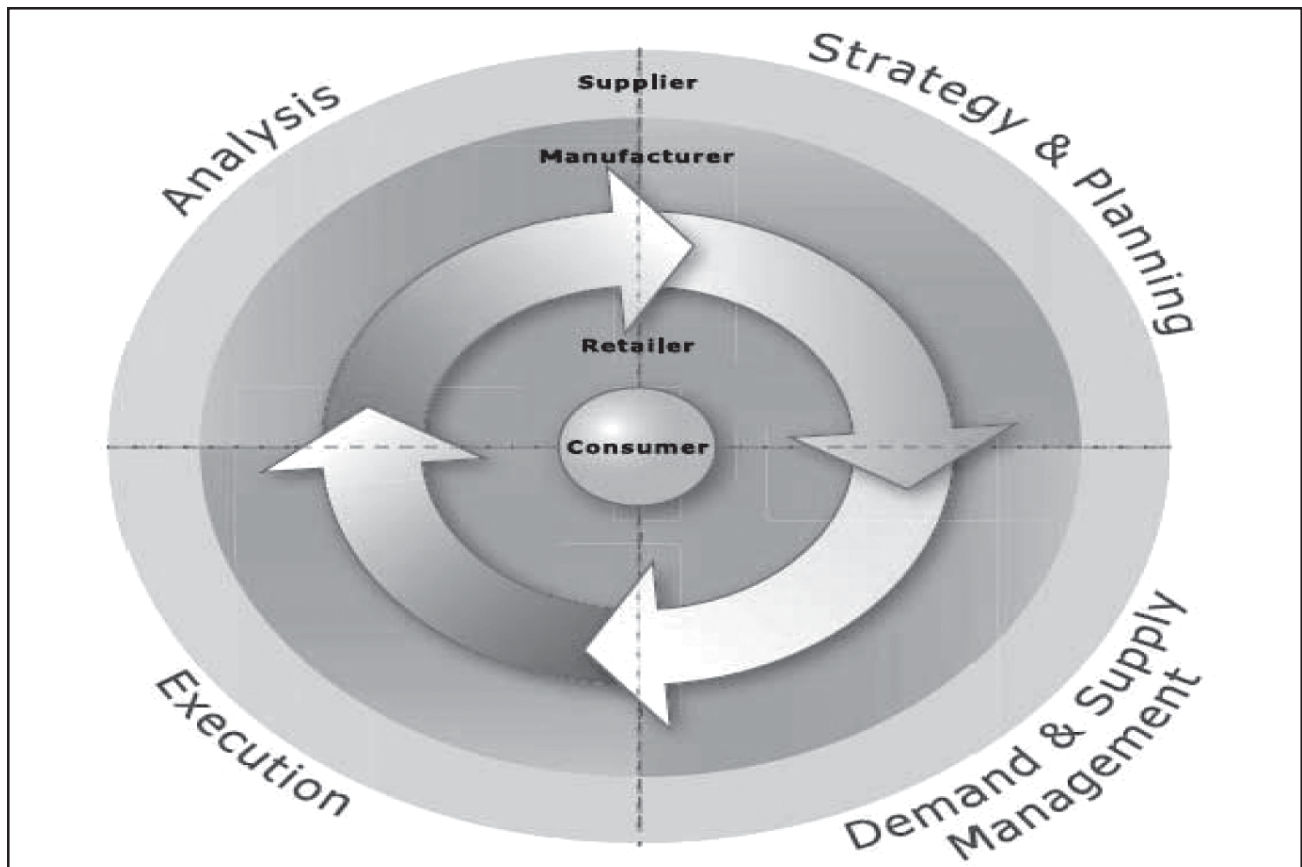 Analysis
Strategy & Planning
Supplier
Manufacturer
Retailer
Consumer
Execution
Demand & Supply
Management